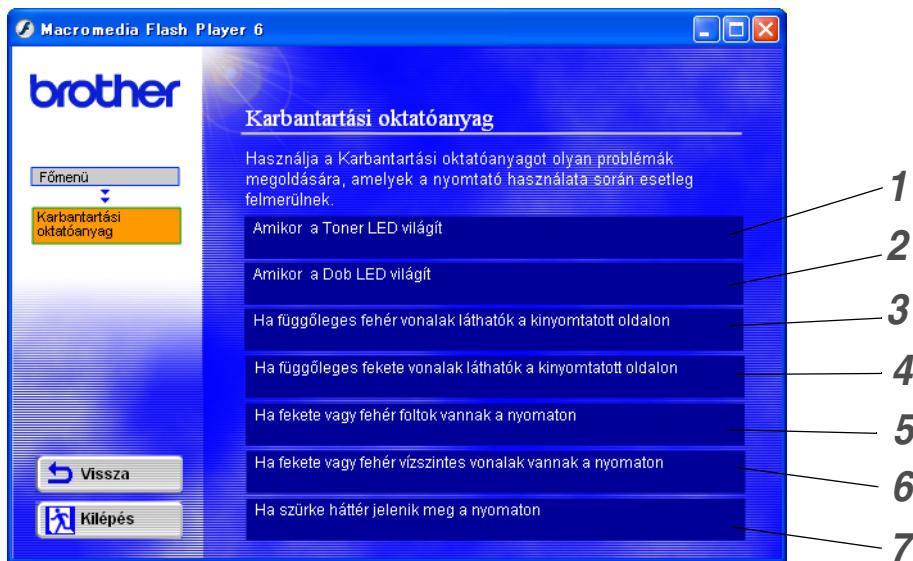 Macromedia Flash Player 6
brother
Karbantartási oktatóanyag
Használja a Karbantartási oktatóanyagot olyan problémák
megoldására, amelyek a nyomtató használata során esetleg
felmerülnek.
Főmenü
Karbantartási
oktatóanyag
Amikor a Toner LED világít
1
Amikor a Dob LED világít
2
Ha függőleges fehér vonalak láthatók a kinyomtatott oldalon
3
Ha függőleges fekete vonalak láthatók a kinyomtatott oldalon
4
Ha fekete vagy fehér foltok vannak a nyomaton
5
Ha fekete vagy fehér vízszintes vonalak vannak a nyomaton
6
Ha szürke háttér jelenik meg a nyomaton
7
Vissza
Kilépés